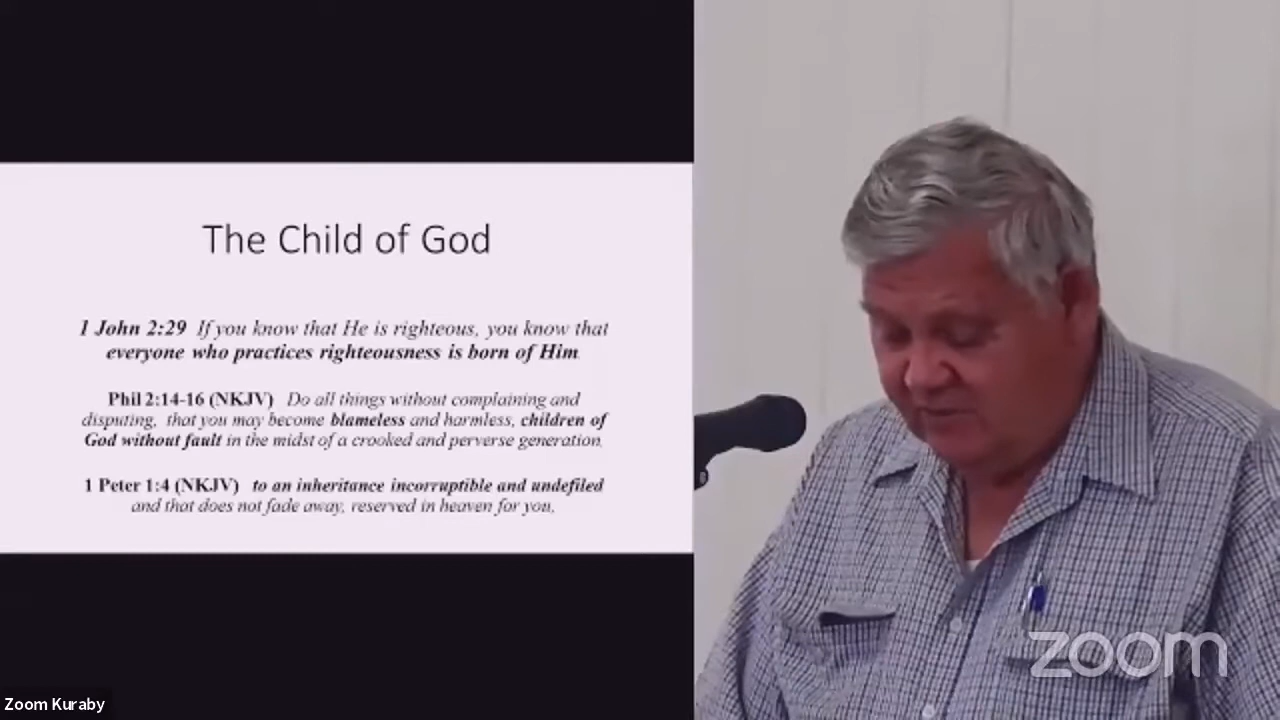 The Child of God
1 John 2:29 If you know that He is righteous, you know that
everyone who practices righteousness is born of Him
Phil 2:14-16 (NKJV) Do all things without complaining and
disputing, that you may become blameless and harmless, children of
God without fault in the midst of a crooked and perverse generation,
1 Peter 1:4 (NKJV) to an inheritance incorruptible and undefiled
and that does not fade away, reserved in heaven for you,
zoom
Zoom Kuraby